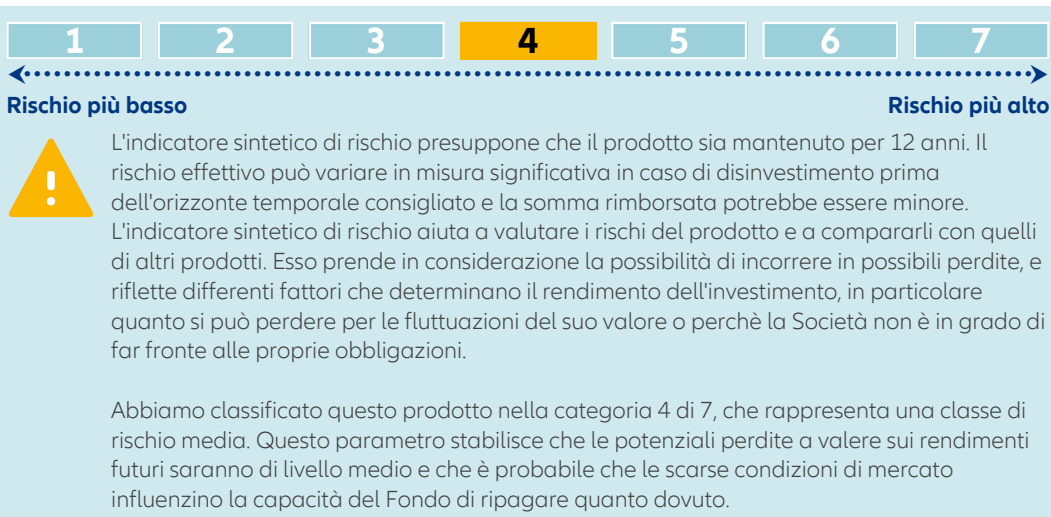 1 2 3 4 5 6 7
Rischio più basso Rischio più alto
L'indicatore sintetico di rischio presuppone che il prodotto sia mantenuto per 12 anni. Il
rischio effettivo può variare in misura significativa in caso di disinvestimento prima
dell'orizzonte temporale consigliato e la somma rimborsata potrebbe essere minore.
L'indicatore sintetico di rischio aiuta a valutare i rischi del prodotto e a compararli con quelli
di altri prodotti. Esso prende in considerazione la possibilità di incorrere in possibili perdite, e
riflette differenti fattori che determinano il rendimento dell'investimento, in particolare
quanto si può perdere per le fluttuazioni del suo valore o perchè la Società non è in grado di
far fronte alle proprie obbligazioni.
Abbiamo classificato questo prodotto nella categoria 4 di 7, che rappresenta una classe di
rischio media. Questo parametro stabilisce che le potenziali perdite a valere sui rendimenti
futuri saranno di livello medio e che è probabile che le scarse condizioni di mercato
influenzino la capacità del Fondo di ripagare quanto dovuto.